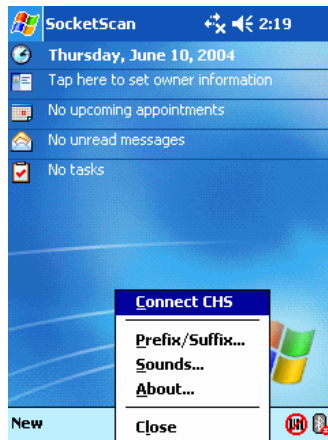 SocketScan 2:19
Thursday, June 10, 2004
Tap here to set owner information
No upcoming appointments
No unread messages
No tasks
Connect CHS
Prefix/Suffix...
Sounds...
About...
New Close